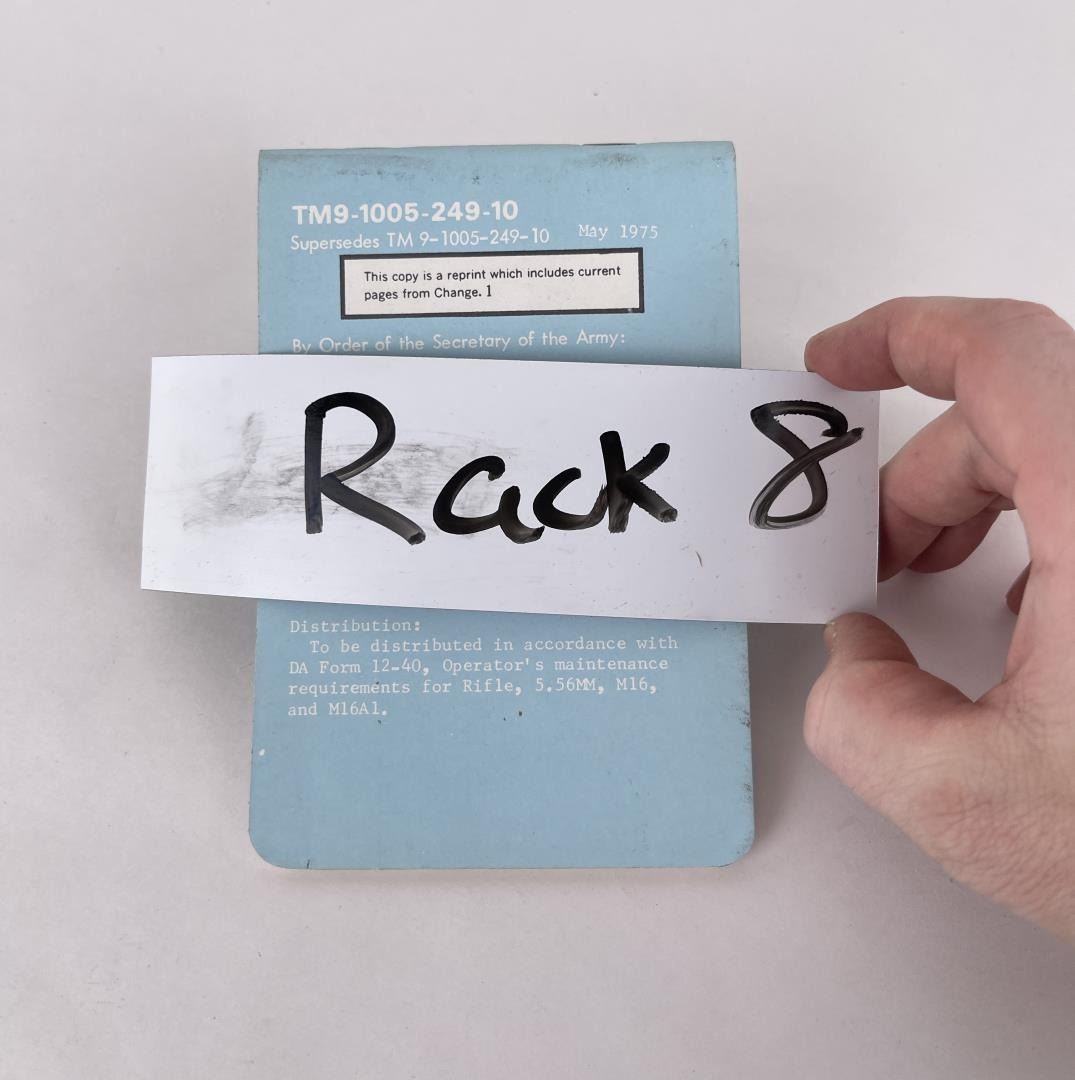 TM9-1005-249-10
Supersedes TM 9-1005-249-10 May 1975
This copy is a reprint which includes current
pages from Change. 1
By Order of the Secretary of the Army:
Rack 8
Distribution:
To be distributed in accordance with
DA Form 12-40, Operator's maintenance
requirements for Rifle, 5.56MM, M16,
and M16A1.